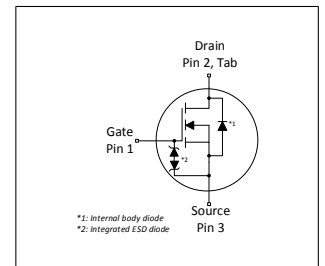 Drain
Pin 2, Tab
*1
Gate
Pin 1
*2
Source
Pin 3
*1: Internal body diode
*2: Integrated ESD diode